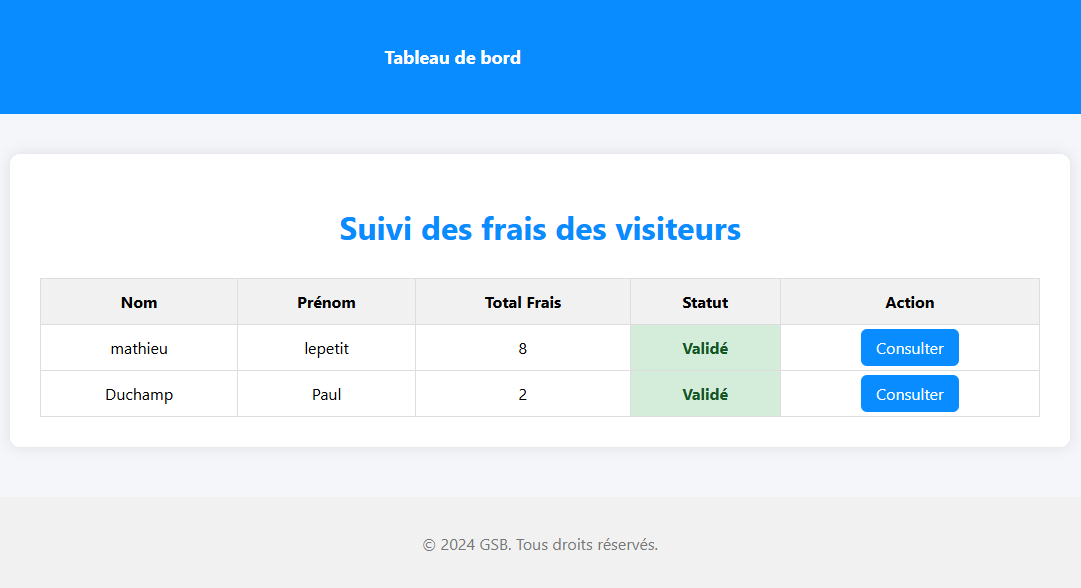 Tableau de bord
Suivi des frais des visiteurs
Nom Prénom Total Frais Statut Action
mathieu lepetit 8 Validé Consulter
Duchamp Paul 2 Validé Consulter
© 2024 GSB. Tous droits réservés.